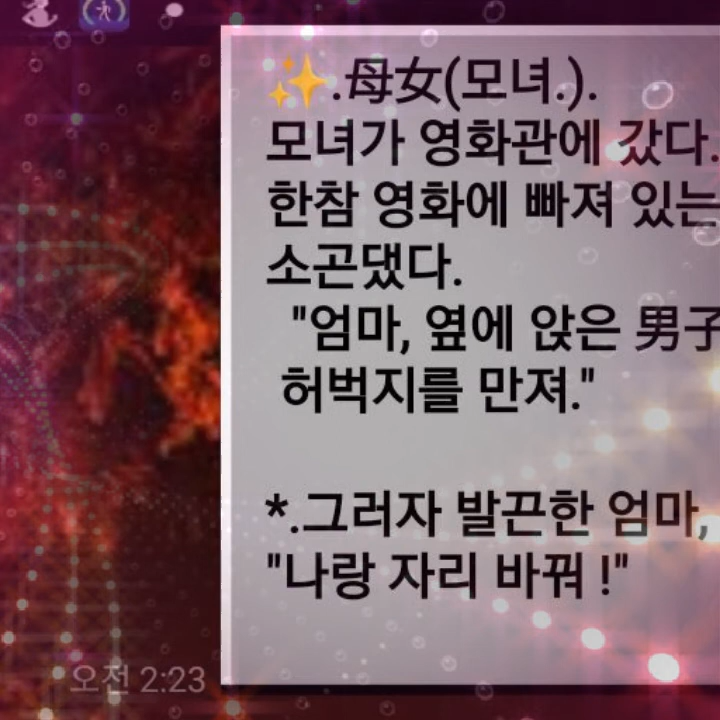 ✨.母女(모녀.).
모녀가 영화관에 갔다.
한참 영화에 빠져 있는
소곤댔다.
"엄마, 옆에 앉은 男子
허벅지를 만져."
*.그러자 발끈한 엄마,
"나랑 자리 바꿔 !"
오전 2:23